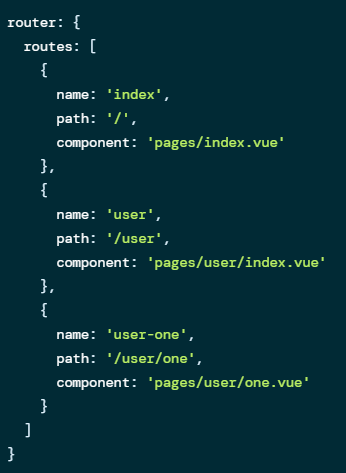 router: {
  routes: [
    {
      name: 'index',
      path: '/',
      component: 'pages/index.vue'
    },
    {
      name: 'user',
      path: '/user',
      component: 'pages/user/index.vue'
    },
    {
      name: 'user-one',
      path: '/user/one',
      component: 'pages/user/one.vue'
    }
  ]
}